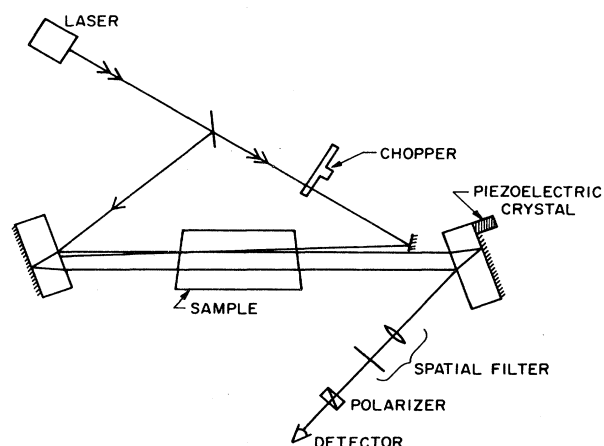 LASER
CHOPPER
PIEZOELECTRIC
CRYSTAL
SAMPLE
SPATIAL FILTER
POLARIZER
DETECTOR